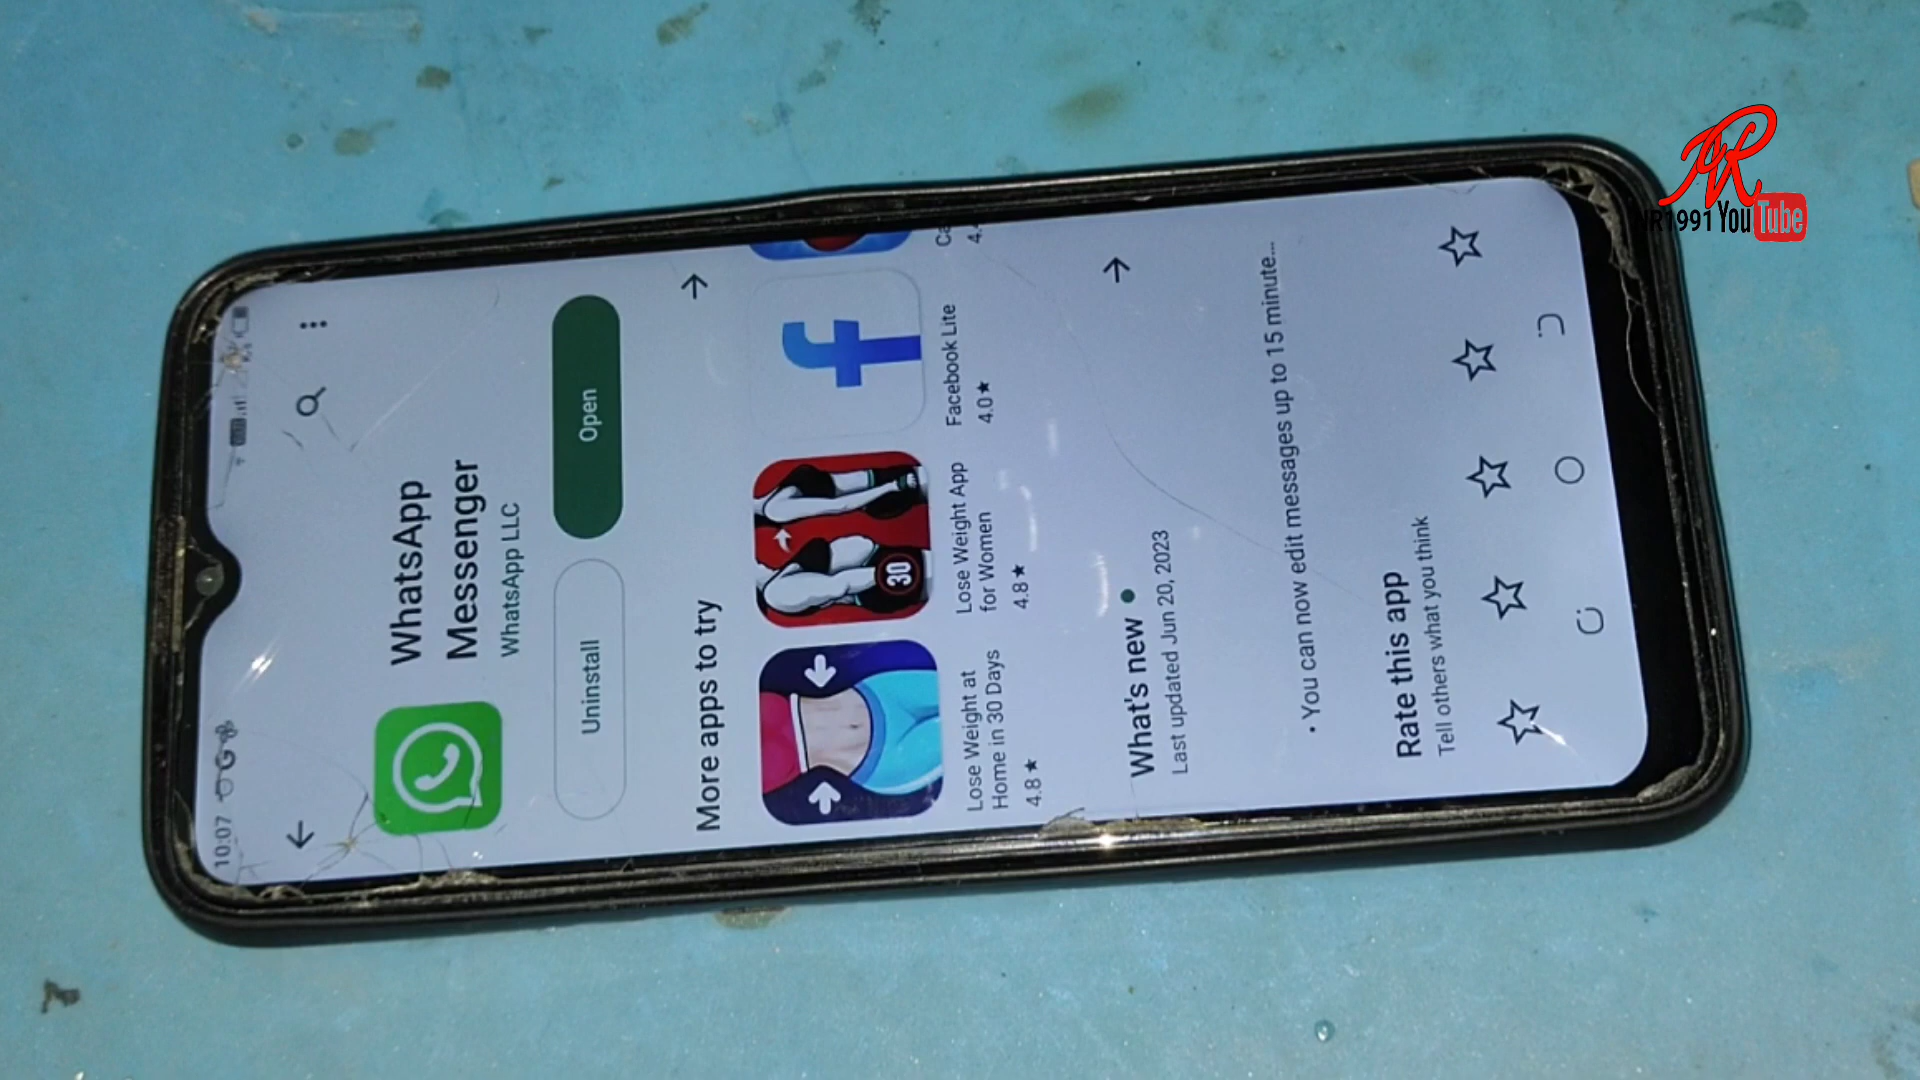 10:07
WhatsApp
Messenger
WhatsApp LLC
Uninstall
Open
More apps to try
30
Lose Weight at
Home in 30 Days
4.8★
Lose Weight App
for Women
4.8★
Facebook Lite
4.0★
Ca
4.
What's new
Last updated Jun 20, 2023
• You can now edit messages up to 15 minute...
Rate this app
Tell others what you think
R1991 YouTube